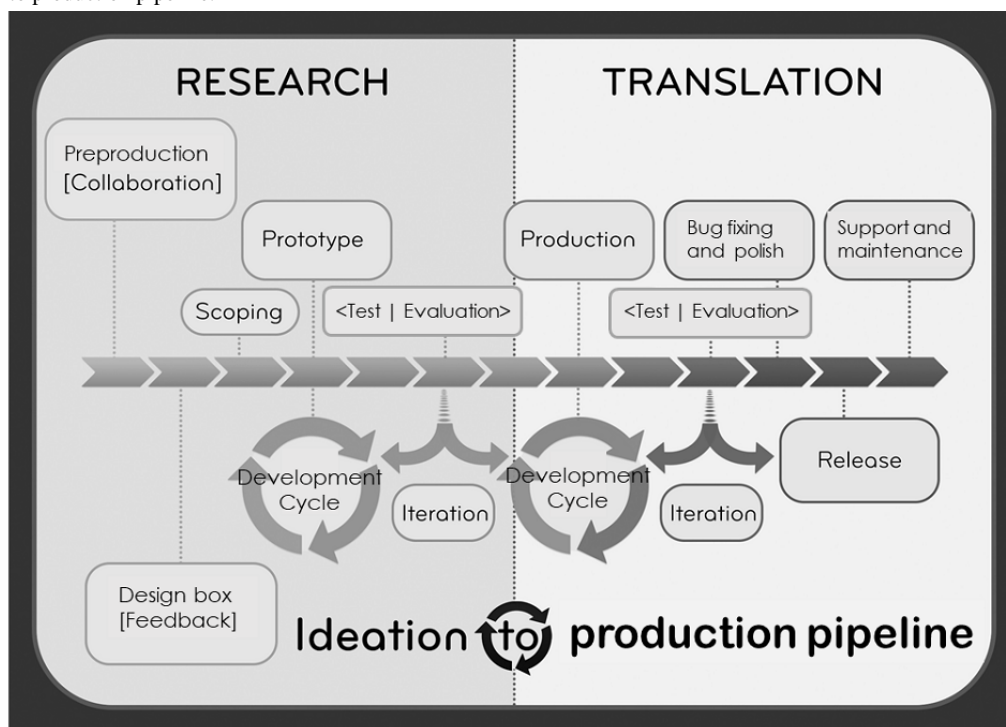 RESEARCH
TRANSLATION
Preproduction
[Collaboration]
Prototype
Production
Bug fixing
and polish
Support and
maintenance
Scoping
<Test | Evaluation>
<Test | Evaluation>
Development
Cycle
Iteration
Development
Cycle
Iteration
Release
Design box
[Feedback]
Ideation to production pipeline